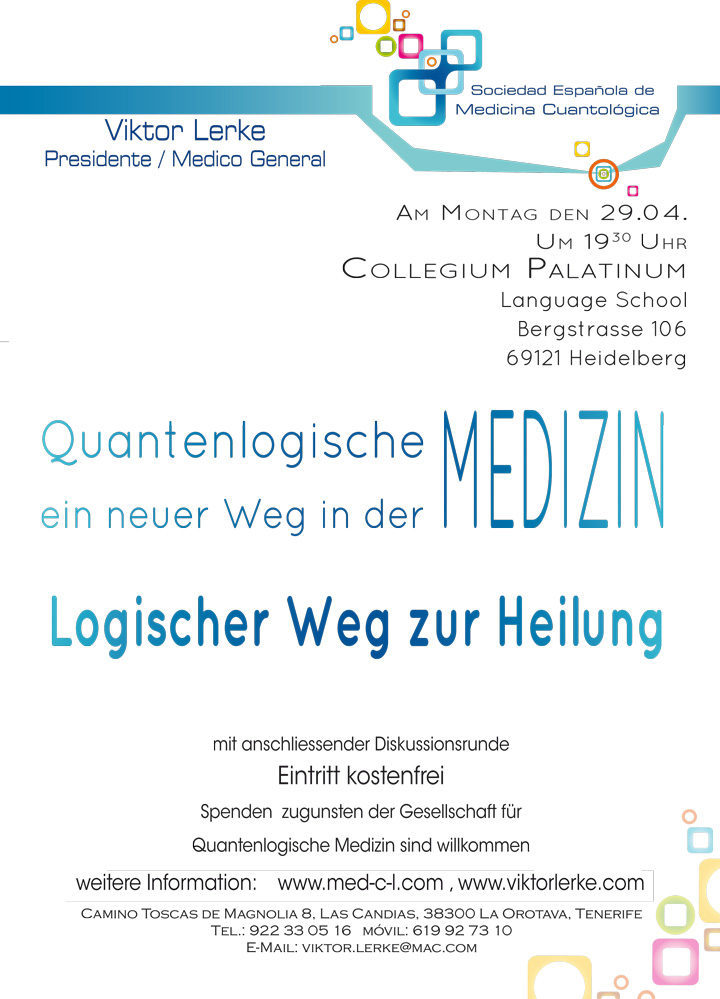 Sociedad Española de
Medicina Cuantológica
Viktor Lerke
Presidente / Medico General
Am Montag den 29.04.
Um 19³⁰ Uhr
Collegium Palatinum
Language School
Bergstrasse 106
69121 Heidelberg
Quantenlogische MEDIZIN
ein neuer Weg in der
Logischer Weg zur Heilung
mit anschliessender Diskussionsrunde
Eintritt kostenfrei
Spenden zugunsten der Gesellschaft für
Quantenlogische Medizin sind willkommen
weitere Information: www.med-c-l.com , www.viktorlerke.com
Camino Toscas de Magnolia 8, Las Candias, 38300 La Orotava, Tenerife
Tel.: 922 33 05 16 móvil: 619 92 73 10
E-Mail: viktor.lerke@mac.com